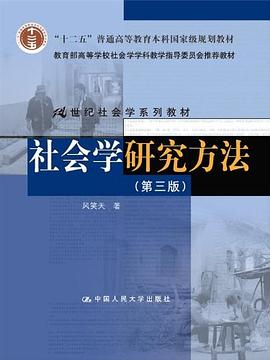 “十二五”普通高等教育本科国家级规划教材
教育部高等学校社会学学科教学指导委员会推荐教材
21世纪社会学系列教材
社会学研究方法
(第三版)
风笑天 著
中国人民大学出版社